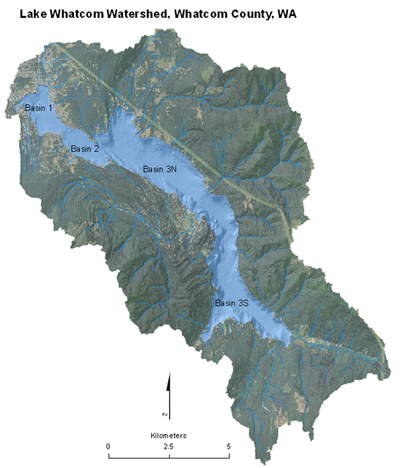 Lake Whatcom Watershed, Whatcom County, WA
Basin 1
Basin 2
Basin 3N
Basin 3S
N
Kilometers
0 2.5 5